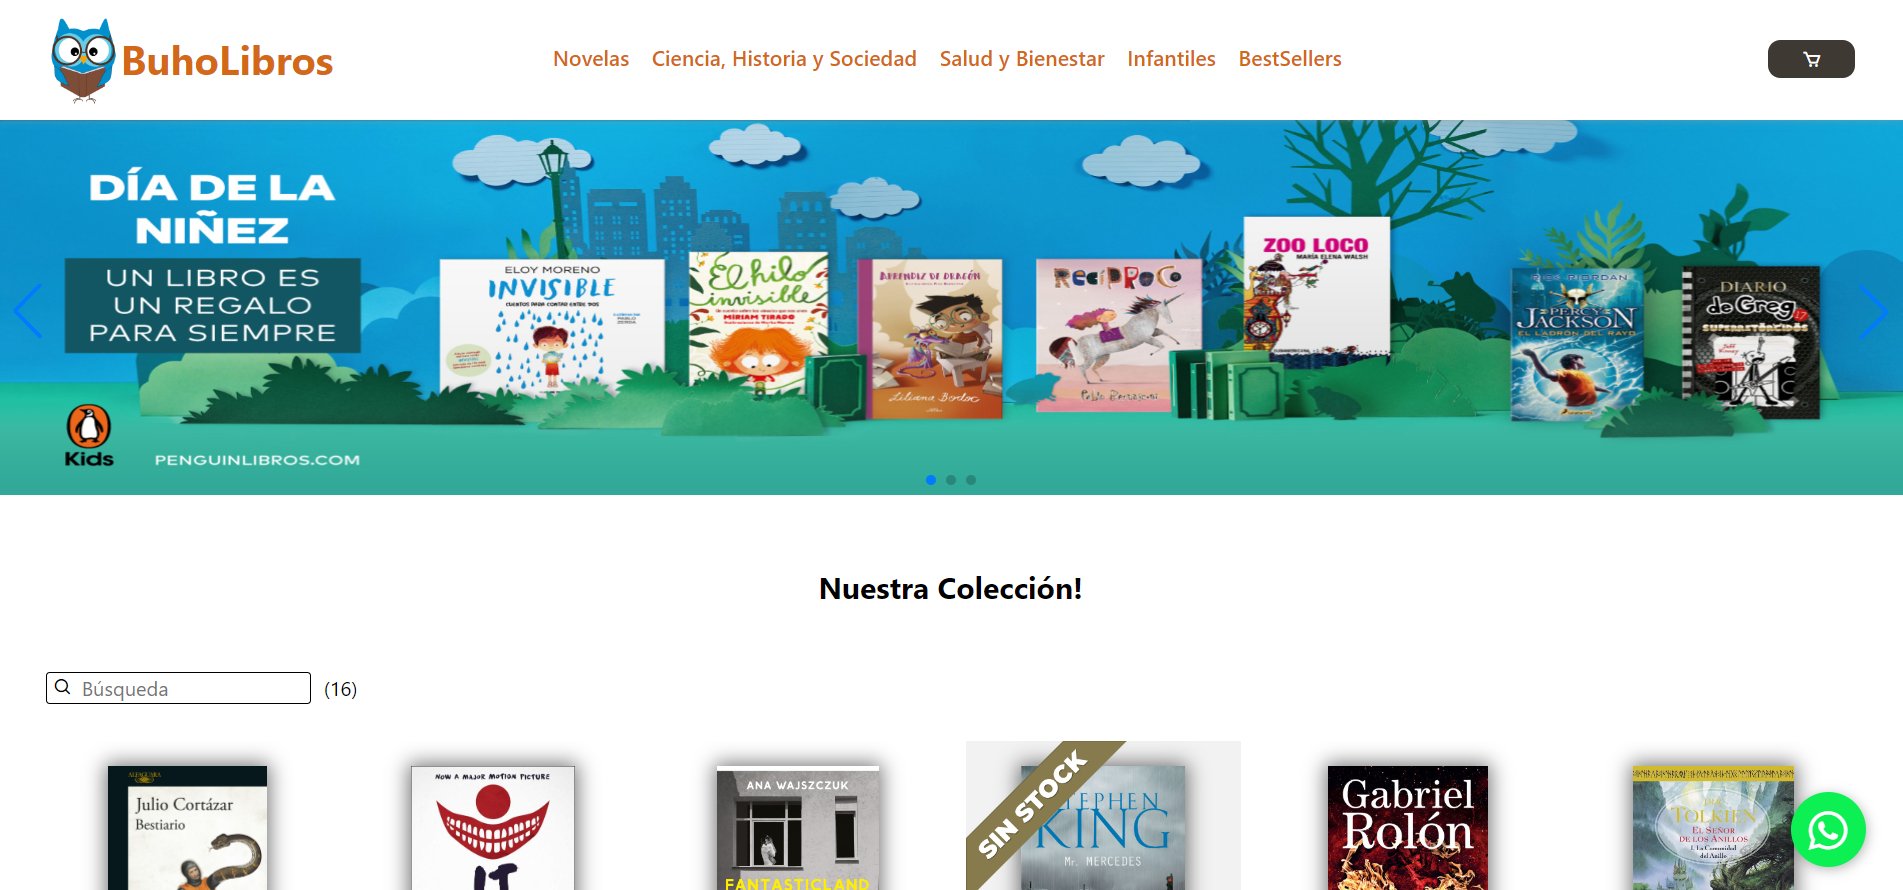 BuhoLibros
Novelas Ciencia, Historia y Sociedad Salud y Bienestar Infantiles BestSellers
DÍA DE LA
NIÑEZ
UN LIBRO ES
UN REGALO
PARA SIEMPRE
Kids
PENGUINLIBROS.COM
ELOY MORENO
INVISIBLE
CUENTOS PARA CONTAR ENTRE DOS
El hilo
invisible
MIRIAM TIRADO
APRENDIZ DE DRAGÓN
Liliana Bodoc
RECÍPROCO
ZOO LOCO
MARÍA ELENA WALSH
RICK RIORDAN
PERCY
JACKSON
EL LADRÓN DEL RAYO
DIARIO
de Greg 17
Nuestra Colección!
Búsqueda
(16)
ALFAGUARA
Julio Cortázar
Bestiario
NOW A MAJOR MOTION PICTURE
IT
ANA WAJSZCZUK
FANTASTICLAND
SIN STOCK
STEPHEN
KING
Mr. MERCEDES
Gabriel
Rolón
TOLKIEN
EL SEÑOR
DE LOS ANILLOS
I. La Comunidad
del Anillo